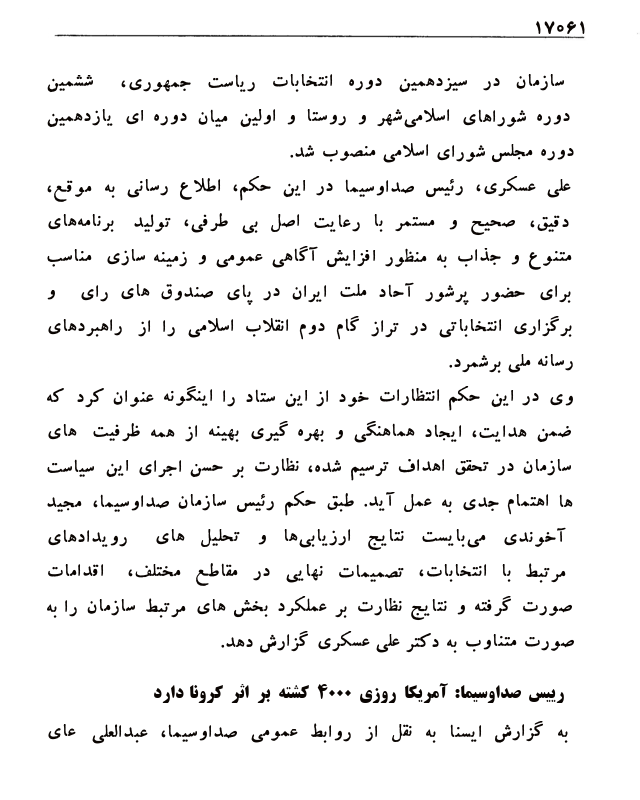 ۱۷۰۶۱
سازمان در سیزدهمین دوره انتخابات ریاست جمهوری، ششمین
دوره شوراهای اسلامی‌شهر و روستا و اولین میان دوره ای یازدهمین
دوره مجلس شورای اسلامی منصوب شد.
علی عسکری، رئیس صداوسیما در این حکم، اطلاع رسانی به موقع،
دقیق، صحیح و مستمر با رعایت اصل بی طرفی، تولید برنامه‌های
متنوع و جذاب به منظور افزایش آگاهی عمومی و زمینه سازی مناسب
برای حضور پرشور آحاد ملت ایران در پای صندوق های رای و
برگزاری انتخاباتی در تراز گام دوم انقلاب اسلامی را از راهبردهای
رسانه ملی برشمرد.
وی در این حکم انتظارات خود از این ستاد را اینگونه عنوان کرد که
ضمن هدایت، ایجاد هماهنگی و بهره گیری بهینه از همه ظرفیت های
سازمان در تحقق اهداف ترسیم شده، نظارت بر حسن اجرای این سیاست
ها اهتمام جدی به عمل آید. طبق حکم رئیس سازمان صداوسیما، مجید
آخوندی می‌بایست نتایج ارزیابی‌ها و تحلیل های رویدادهای
مرتبط با انتخابات، تصمیمات نهایی در مقاطع مختلف، اقدامات
صورت گرفته و نتایج نظارت بر عملکرد بخش های مرتبط سازمان را به
صورت متناوب به دکتر علی عسکری گزارش دهد.
رییس صداوسیما: آمریکا روزی ۴۰۰۰ کشته بر اثر کرونا دارد
به گزارش ایسنا به نقل از روابط عمومی صداوسیما، عبدالعلی عای